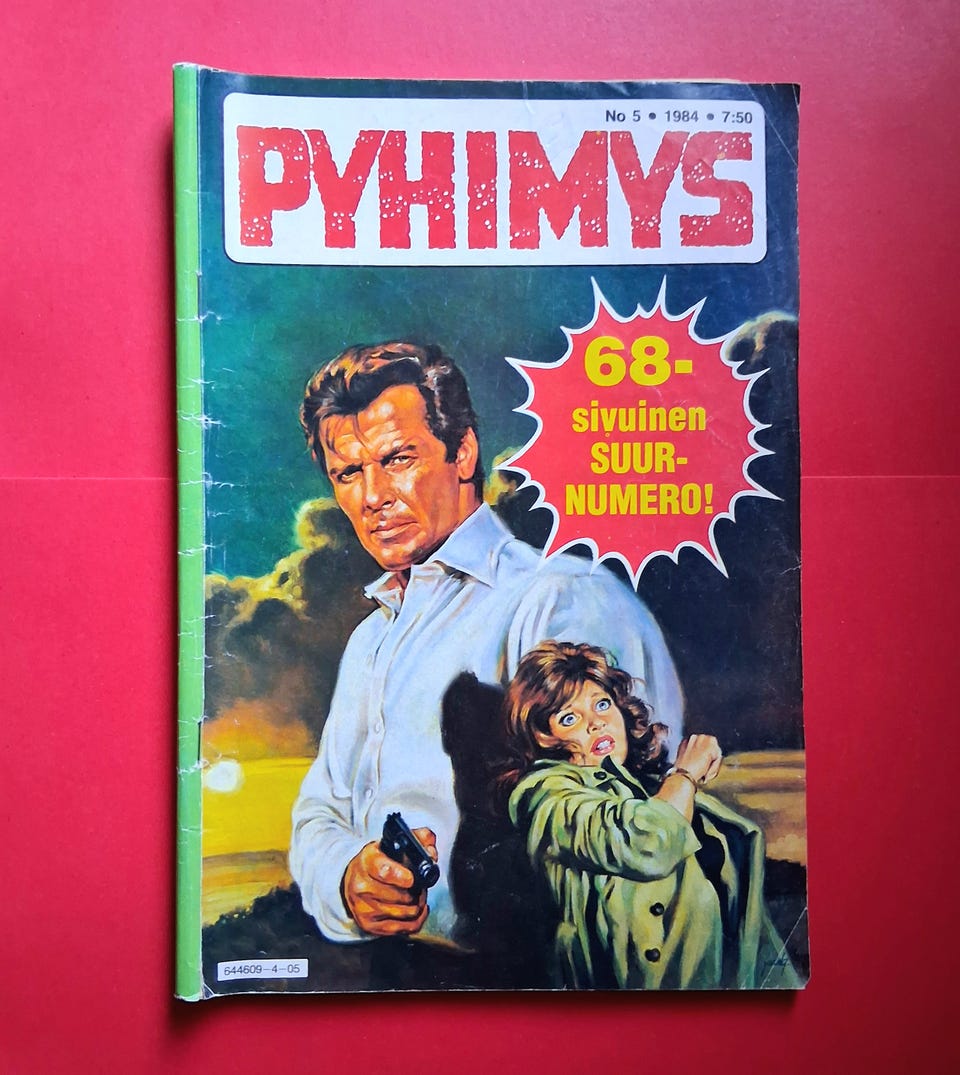 No 5 • 1984 • 7:50
PYHIMYS
68-
sivuinen
SUUR-
NUMERO!
644609-4-05